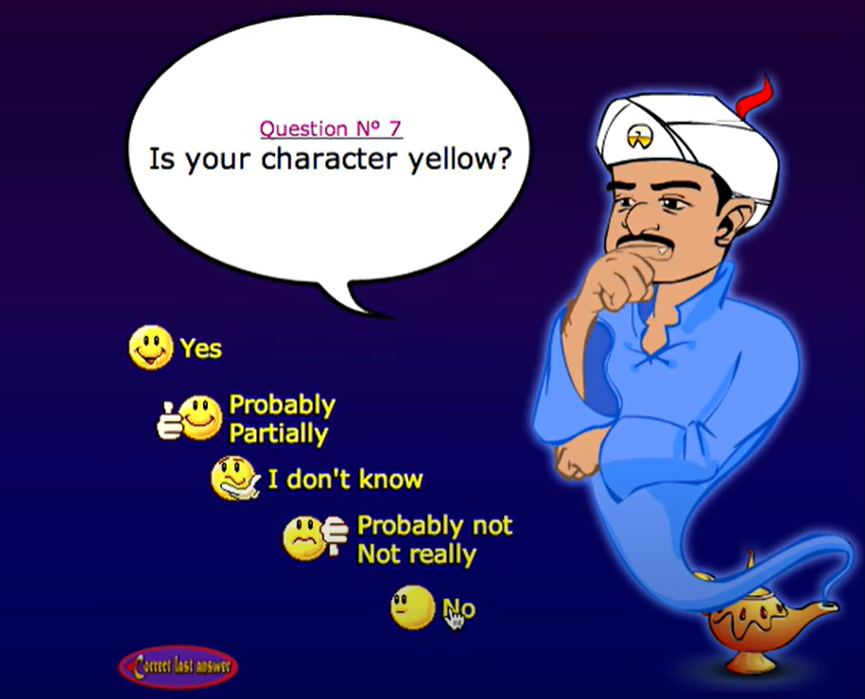 Question N° 7
Is your character yellow?
Yes
Probably
Partially
I don't know
Probably not
Not really
No
Correct last answer